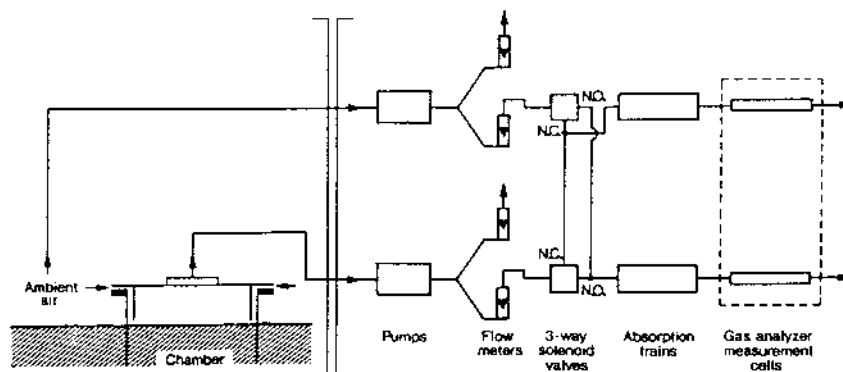 N.O.
N.C.
N.C.
N.O.
Ambient
air
Chamber
Pumps
Flow
meters
3-way
solenoid
valves
Absorption
trains
Gas analyzer
measurement
cells